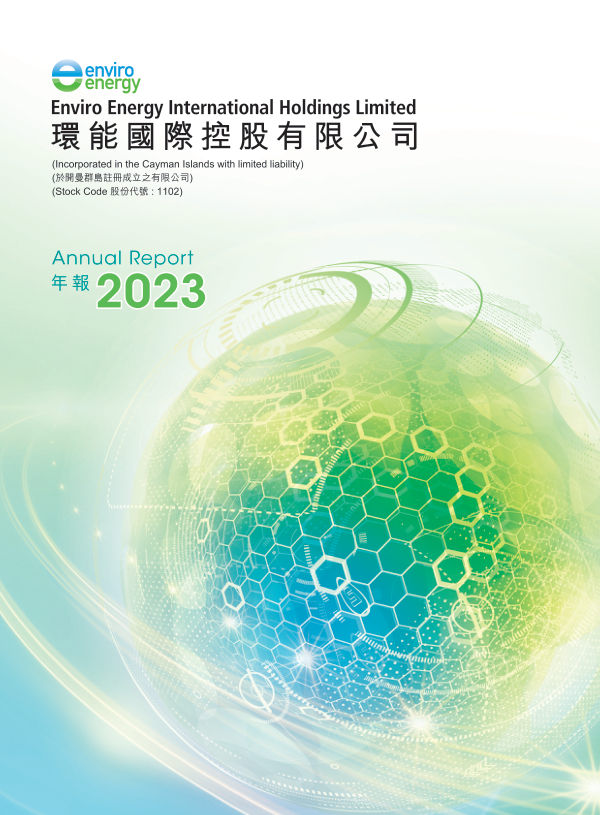 enviro
energy
Enviro Energy International Holdings Limited
環能國際控股有限公司
(Incorporated in the Cayman Islands with limited liability)
(於開曼群島註冊成立之有限公司)
(Stock Code 股份代號 : 1102)
Annual Report
年報 2023